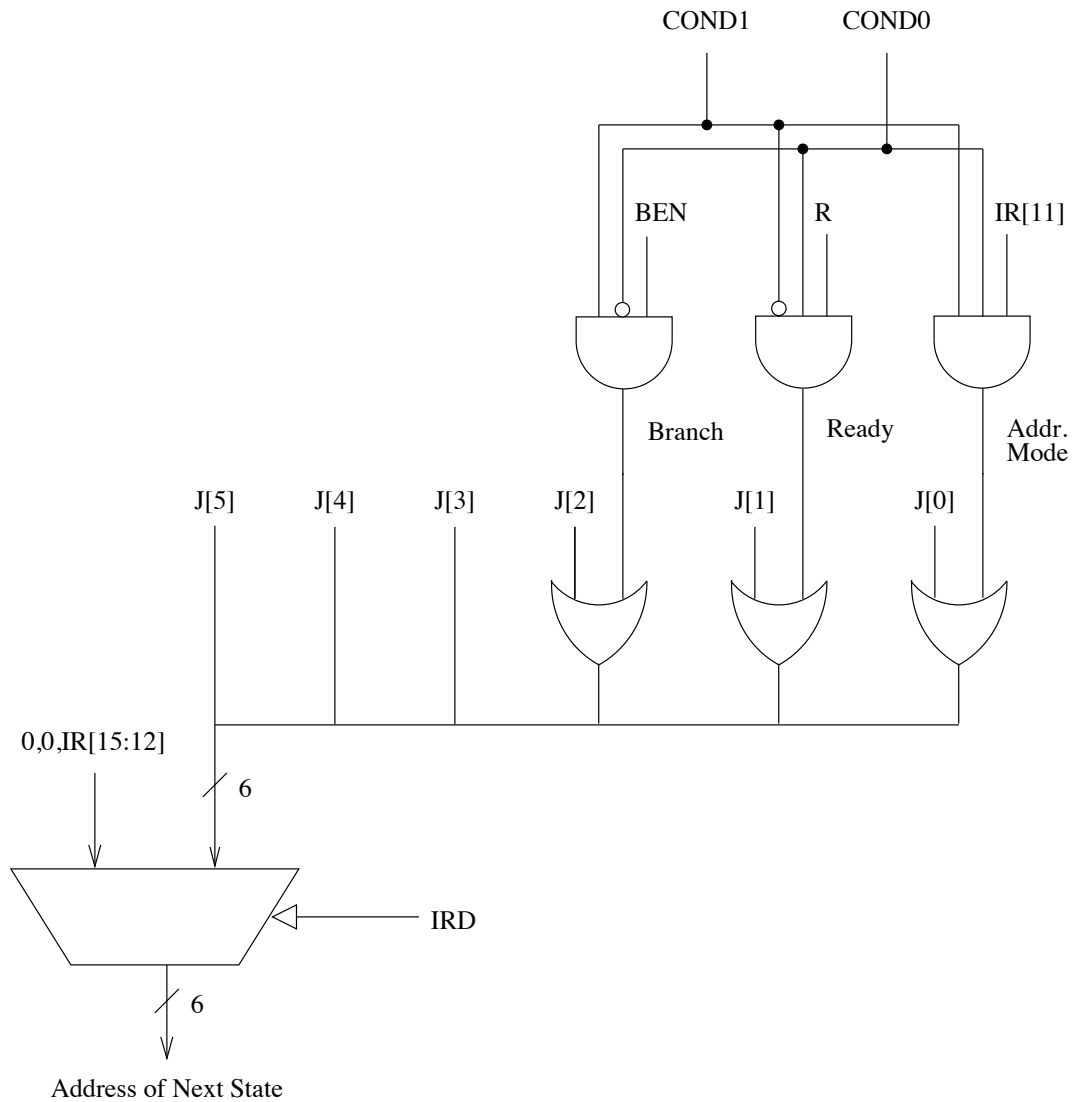 COND1 COND0
BEN R IR[11]
Branch Ready Addr.
Mode
J[5] J[4] J[3] J[2] J[1] J[0]
0,0,IR[15:12]
6
IRD
6
Address of Next State